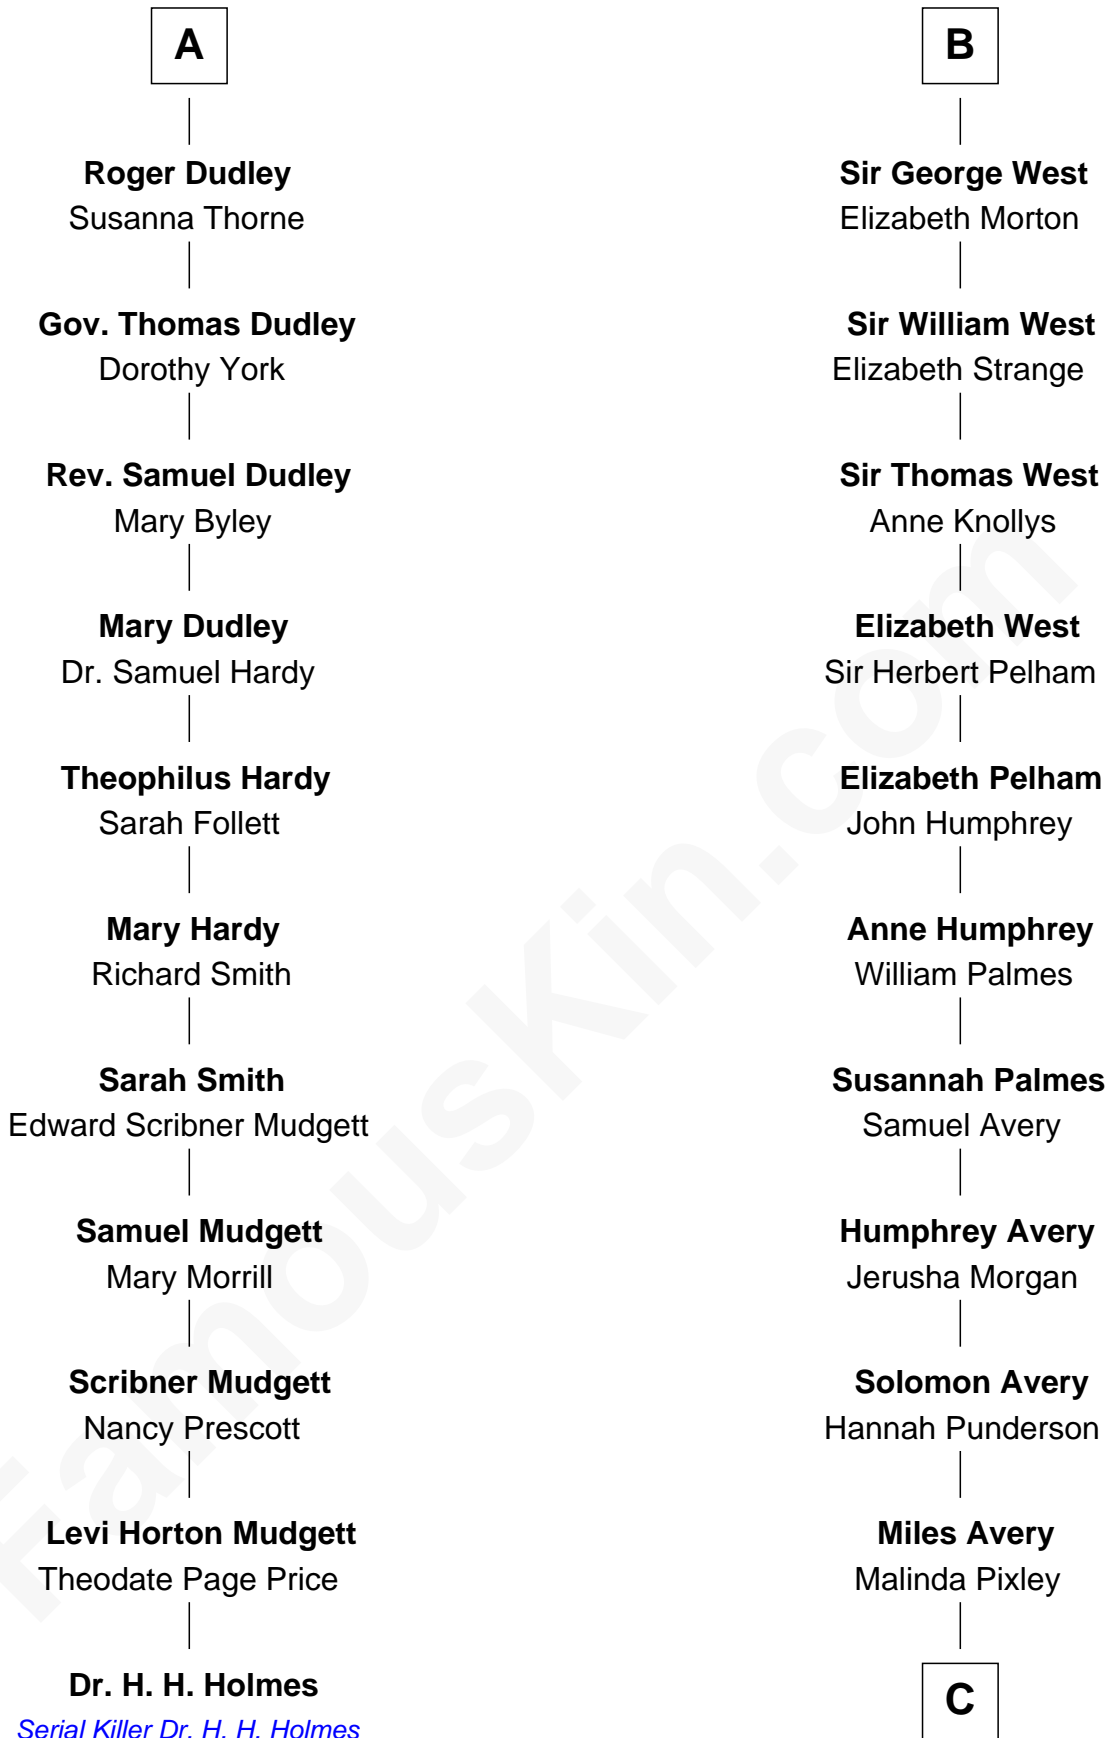 A
Roger Dudley
Susanna Thorne
Gov. Thomas Dudley
Dorothy York
Rev. Samuel Dudley
Mary Byley
Mary Dudley
Dr. Samuel Hardy
Theophilus Hardy
Sarah Follett
Mary Hardy
Richard Smith
Sarah Smith
Edward Scribner Mudgett
Samuel Mudgett
Mary Morrill
Scribner Mudgett
Nancy Prescott
Levi Horton Mudgett
Theodate Page Price
Dr. H. H. Holmes
Serial Killer Dr. H. H. Holmes
B
Sir George West
Elizabeth Morton
Sir William West
Elizabeth Strange
Sir Thomas West
Anne Knollys
Elizabeth West
Sir Herbert Pelham
Elizabeth Pelham
John Humphrey
Anne Humphrey
William Palmes
Susannah Palmes
Samuel Avery
Humphrey Avery
Jerusha Morgan
Solomon Avery
Hannah Punderson
Miles Avery
Malinda Pixley
C
FamousKin.com